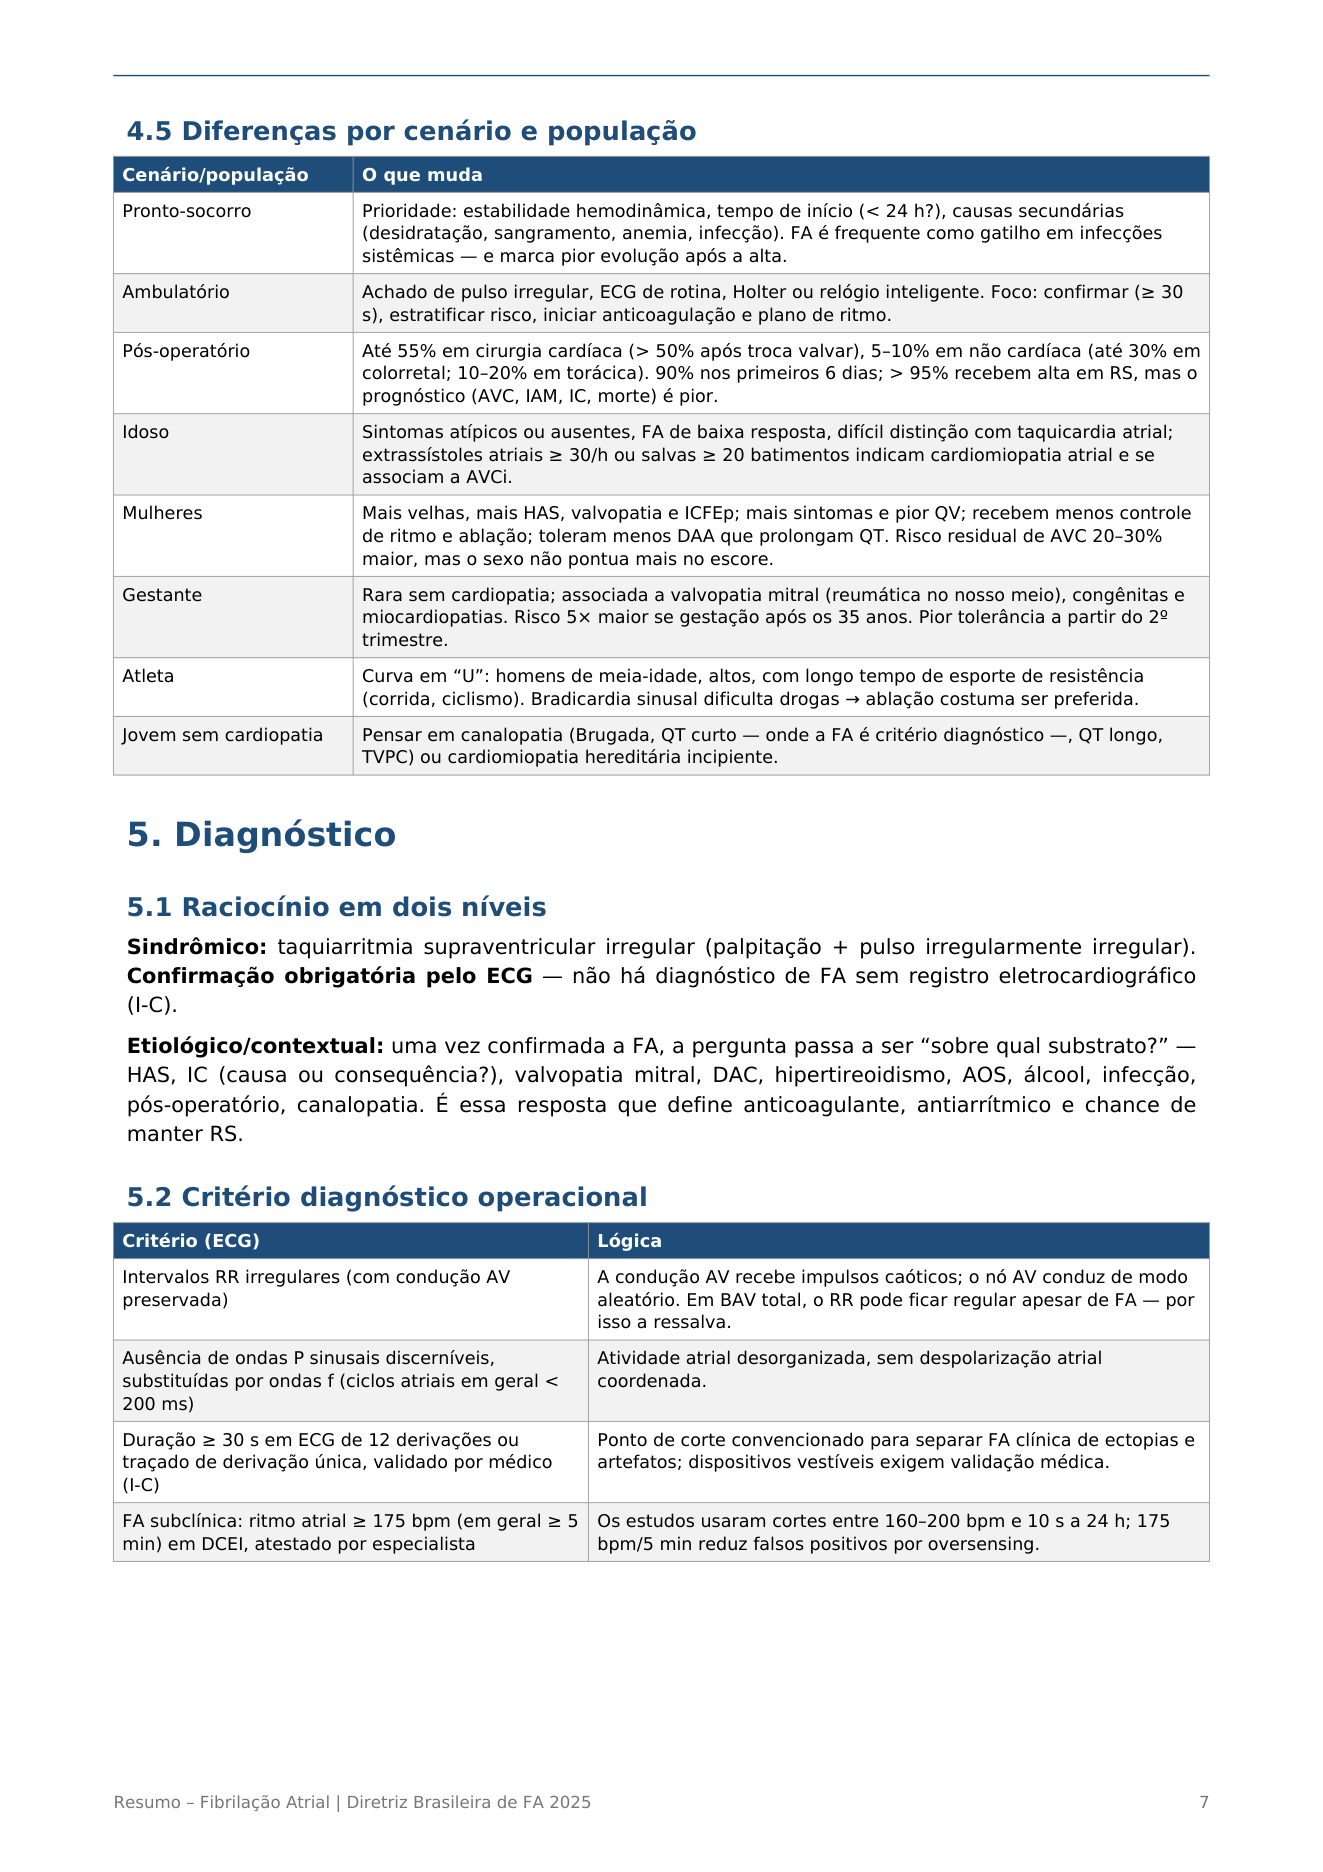 4.5 Diferenças por cenário e população
Cenário/população
O que muda
Pronto-socorro
Prioridade: estabilidade hemodinâmica, tempo de início (< 24 h?), causas secundárias
(desidratação, sangramento, anemia, infecção). FA é frequente como gatilho em infecções
sistêmicas — e marca pior evolução após a alta.
Ambulatório
Achado de pulso irregular, ECG de rotina, Holter ou relógio inteligente. Foco: confirmar (≥ 30
s), estratificar risco, iniciar anticoagulação e plano de ritmo.
Pós-operatório
Até 55% em cirurgia cardíaca (> 50% após troca valvar), 5–10% em não cardíaca (até 30% em
colorretal; 10–20% em torácica). 90% nos primeiros 6 dias; > 95% recebem alta em RS, mas o
prognóstico (AVC, IAM, IC, morte) é pior.
Idoso
Sintomas atípicos ou ausentes, FA de baixa resposta, difícil distinção com taquicardia atrial;
extrassístoles atriais ≥ 30/h ou salvas ≥ 20 batimentos indicam cardiomiopatia atrial e se
associam a AVCi.
Mulheres
Mais velhas, mais HAS, valvopatia e ICFEp; mais sintomas e pior QV; recebem menos controle
de ritmo e ablação; toleram menos DAA que prolongam QT. Risco residual de AVC 20–30%
maior, mas o sexo não pontua mais no escore.
Gestante
Rara sem cardiopatia; associada a valvopatia mitral (reumática no nosso meio), congênitas e
miocardiopatias. Risco 5× maior se gestação após os 35 anos. Pior tolerância a partir do 2º
trimestre.
Atleta
Curva em “U”: homens de meia-idade, altos, com longo tempo de esporte de resistência
(corrida, ciclismo). Bradicardia sinusal dificulta drogas → ablação costuma ser preferida.
Jovem sem cardiopatia
Pensar em canalopatia (Brugada, QT curto — onde a FA é critério diagnóstico —, QT longo,
TVPC) ou cardiomiopatia hereditária incipiente.
5. Diagnóstico
5.1 Raciocínio em dois níveis
Sindrômico: taquiarritmia supraventricular irregular (palpitação + pulso irregularmente irregular).
Confirmação obrigatória pelo ECG — não há diagnóstico de FA sem registro eletrocardiográfico
(I-C).
Etiológico/contextual: uma vez confirmada a FA, a pergunta passa a ser “sobre qual substrato?” —
HAS, IC (causa ou consequência?), valvopatia mitral, DAC, hipertireoidismo, AOS, álcool, infecção,
pós-operatório, canalopatia. É essa resposta que define anticoagulante, antiarrítmico e chance de
manter RS.
5.2 Critério diagnóstico operacional
Critério (ECG)
Lógica
Intervalos RR irregulares (com condução AV
preservada)
A condução AV recebe impulsos caóticos; o nó AV conduz de modo
aleatório. Em BAV total, o RR pode ficar regular apesar de FA — por
isso a ressalva.
Ausência de ondas P sinusais discerníveis,
substituídas por ondas f (ciclos atriais em geral <
200 ms)
Atividade atrial desorganizada, sem despolarização atrial
coordenada.
Duração ≥ 30 s em ECG de 12 derivações ou
traçado de derivação única, validado por médico
(I-C)
Ponto de corte convencionado para separar FA clínica de ectopias e
artefatos; dispositivos vestíveis exigem validação médica.
FA subclínica: ritmo atrial ≥ 175 bpm (em geral ≥ 5
min) em DCEI, atestado por especialista
Os estudos usaram cortes entre 160–200 bpm e 10 s a 24 h; 175
bpm/5 min reduz falsos positivos por oversensing.
Resumo – Fibrilação Atrial | Diretriz Brasileira de FA 2025
7